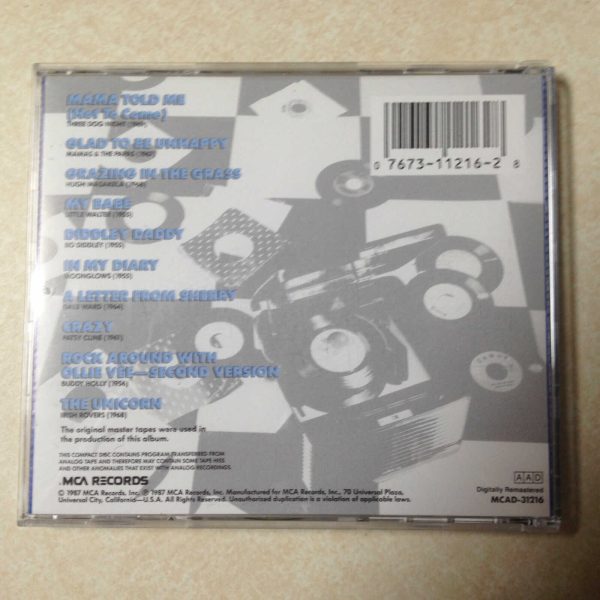 MAMA TOLD ME
(Not To Come)
THREE DOG NIGHT (1970)
GLAD TO BE UNHAPPY
MAMAS & THE PAPAS (1967)
GRAZING IN THE GRASS
HUGH MASAKELA (1968)
MY BABE
LITTLE WALTER (1955)
DIDDLEY DADDY
BO DIDDLEY (1955)
IN MY DIARY
MOONGLOWS (1955)
A LETTER FROM SHERRY
DALE WARD (1964)
CRAZY
PATSY CLINE (1961)
ROCK AROUND WITH
OLLIE VEE—SECOND VERSION
BUDDY HOLLY (1956)
THE UNICORN
IRISH ROVERS (1968)
The original master tapes were used in
the production of this album.
THIS COMPACT DISC CONTAINS PROGRAM TRANSFERRED FROM
ANALOG TAPE AND THEREFORE MAY CONTAIN SOME TAPE HISS
AND OTHER ANOMALIES THAT EXIST WITH ANALOG RECORDINGS.
MCA RECORDS
© 1987 MCA Records, Inc. ℗ 1987 MCA Records, Inc. Manufactured for MCA Records, Inc., 70 Universal Plaza,
Universal City, California—U.S.A. All Rights Reserved. Unauthorized duplication is a violation of applicable laws.
0 7673-11216-2 8
AAD
Digitally Remastered
MCAD-31216